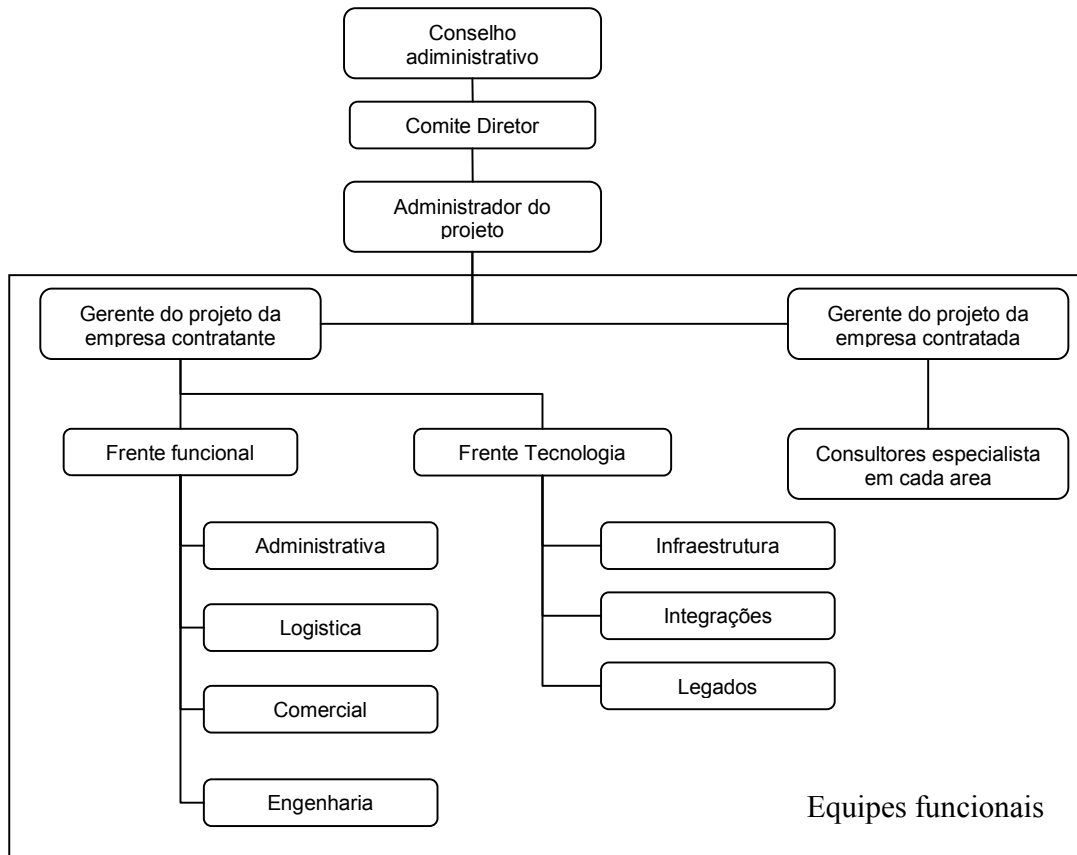 Conselho
adiministrativo
Comite Diretor
Administrador do
projeto
Gerente do projeto da
empresa contratante
Gerente do projeto da
empresa contratada
Frente funcional
Frente Tecnologia
Consultores especialista
em cada area
Administrativa
Infraestrutura
Logistica
Integrações
Comercial
Legados
Engenharia
Equipes funcionais